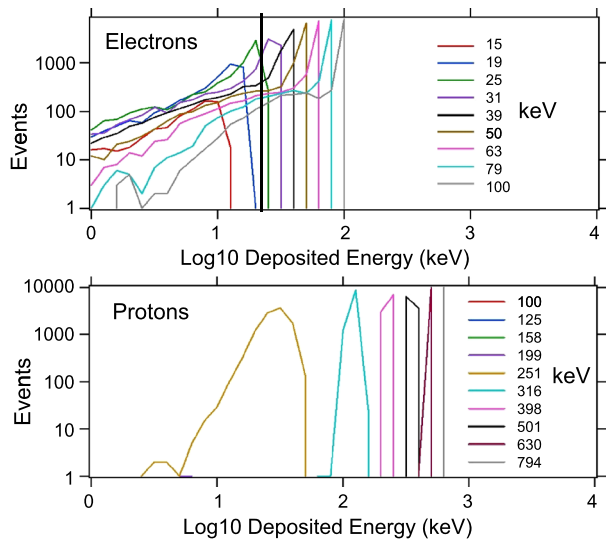 Electrons
1000
100
10
1
Events
15
19
25
31
39
50
63
79
100
keV
0 1 2 3 4
Log10 Deposited Energy (keV)
Protons
10000
1000
100
10
1
Events
100
125
158
199
251
316
398
501
630
794
keV
0 1 2 3 4
Log10 Deposited Energy (keV)